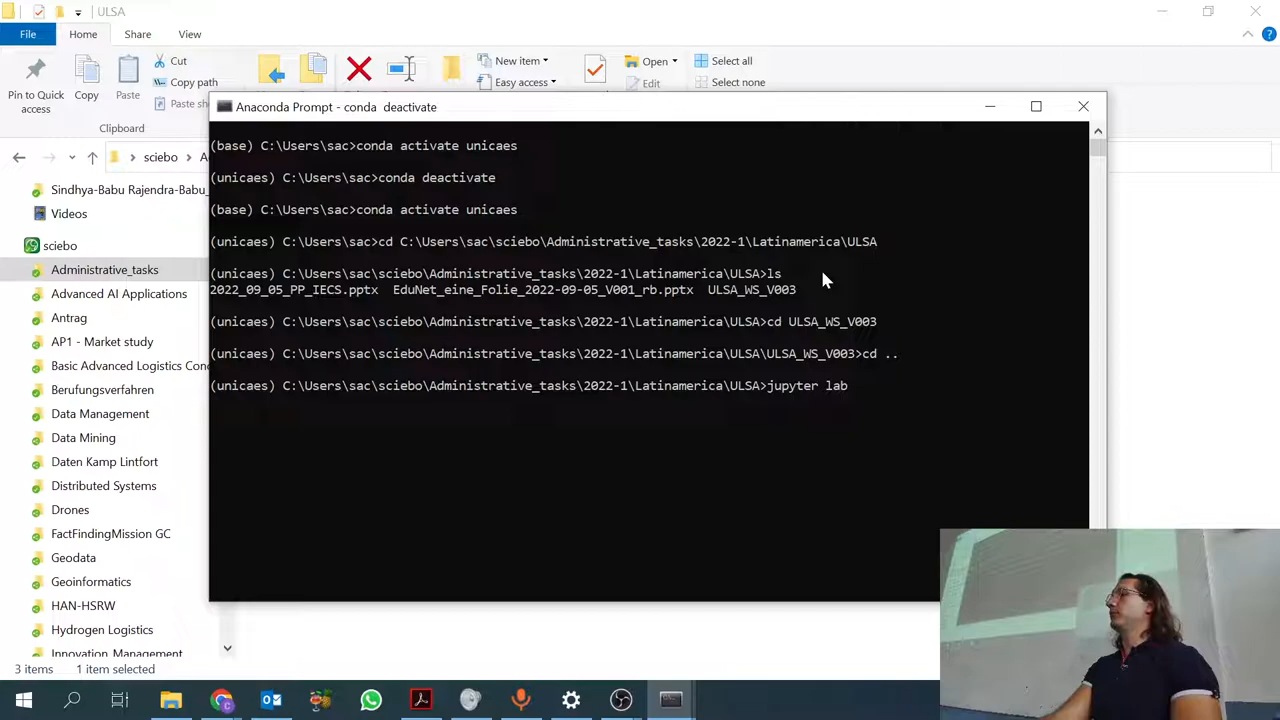 ULSA
File
Home
Share
View
Pin to Quick access
Copy
Paste
Cut
Copy path
Paste sh
Clipboard
New item
Easy access
Open
Edit
Select all
Select none
sciebo
A
Anaconda Prompt - conda  deactivate
(base) C:\Users\sac>conda activate unicaes
(unicaes) C:\Users\sac>conda deactivate
(base) C:\Users\sac>conda activate unicaes
(unicaes) C:\Users\sac>cd C:\Users\sac\sciebo\Administrative_tasks\2022-1\Latinamerica\ULSA
(unicaes) C:\Users\sac\sciebo\Administrative_tasks\2022-1\Latinamerica\ULSA>ls
2022_09_05_PP_IECS.pptx  EduNet_eine_Folie_2022-09-05_V001_rb.pptx  ULSA_WS_V003
(unicaes) C:\Users\sac\sciebo\Administrative_tasks\2022-1\Latinamerica\ULSA>cd ULSA_WS_V003
(unicaes) C:\Users\sac\sciebo\Administrative_tasks\2022-1\Latinamerica\ULSA\ULSA_WS_V003>cd ..
(unicaes) C:\Users\sac\sciebo\Administrative_tasks\2022-1\Latinamerica\ULSA>jupyter lab
Sindhya-Babu Rajendra-Babu_
Videos
sciebo
Administrative_tasks
Advanced AI Applications
Antrag
AP1 - Market study
Basic Advanced Logistics
Berufungsverfahren
Data Management
Data Mining
Daten Kamp Lintfort
Distributed Systems
Drones
FactFindingMission GC
Geodata
Geoinformatics
HAN-HSRW
Hydrogen Logistics
Innovation_Management
3 items
1 item selected